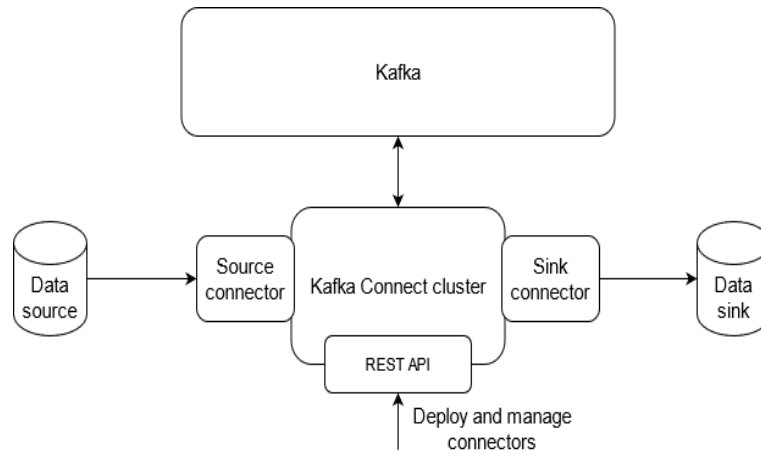 Kafka
Data
source
Source
connector
Kafka Connect cluster
Sink
connector
Data
sink
REST API
Deploy and manage
connectors